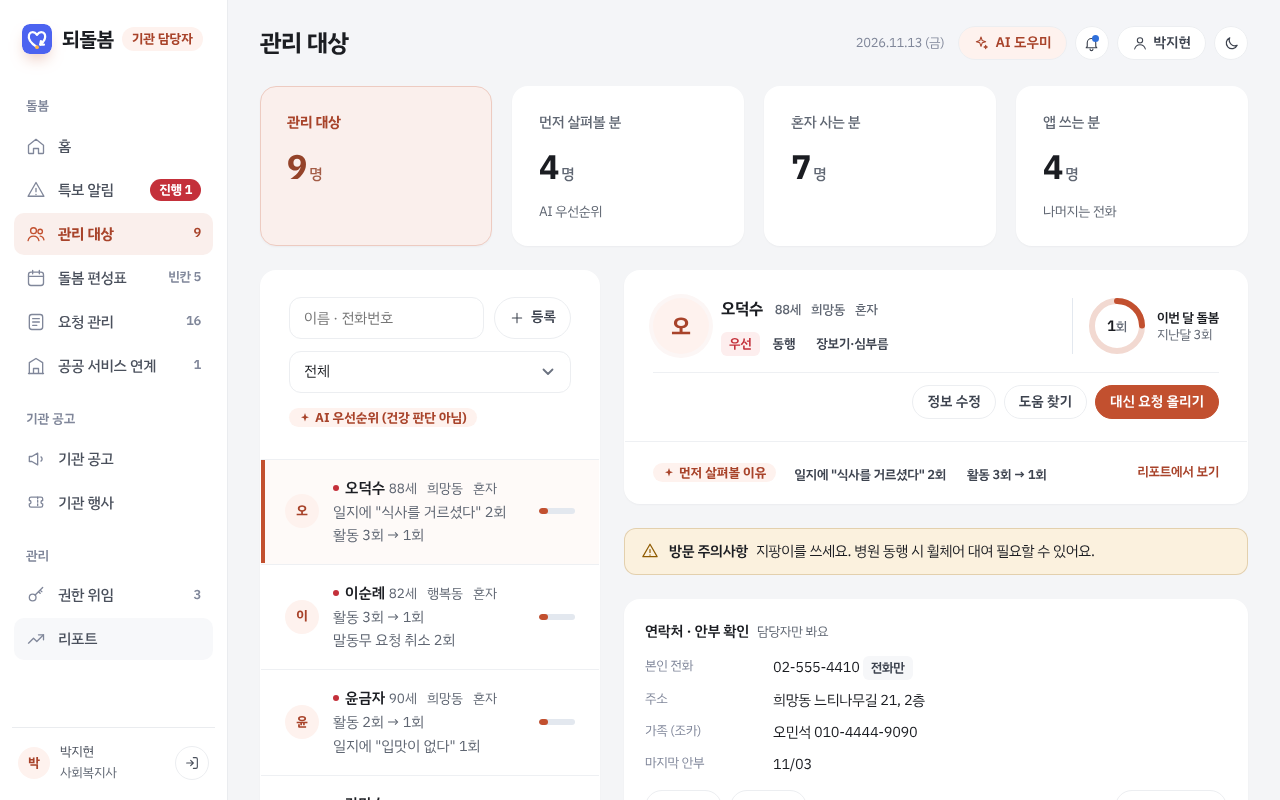 되돌봄 기관 담당자
돌봄
홈
특보 알림 진행 1
관리 대상 9
돌봄 편성표 빈칸 5
요청 관리 16
공공 서비스 연계 1
기관 공고
기관 공고
기관 행사
관리
권한 위임 3
리포트
박 박지현
사회복지사
관리 대상
2026.11.13 (금) AI 도우미 박지현
관리 대상
9명
먼저 살펴볼 분
4명
AI 우선순위
혼자 사는 분
7명
앱 쓰는 분
4명
나머지는 전화
이름 · 전화번호
등록
전체
AI 우선순위 (건강 판단 아님)
오 오덕수 88세 희망동 혼자
일지에 "식사를 거르셨다" 2회
활동 3회 → 1회
이 이순례 82세 행복동 혼자
활동 3회 → 1회
말동무 요청 취소 2회
윤 윤금자 90세 희망동 혼자
활동 2회 → 1회
일지에 "입맛이 없다" 1회
오 오덕수 88세 희망동 혼자
우선 동행 장보기·심부름
1회
이번 달 돌봄
지난달 3회
정보 수정 도움 찾기 대신 요청 올리기
먼저 살펴볼 이유 일지에 "식사를 거르셨다" 2회 활동 3회 → 1회 리포트에서 보기
방문 주의사항 지팡이를 쓰세요. 병원 동행 시 휠체어 대여 필요할 수 있어요.
연락처 · 안부 확인 담당자만 봐요
본인 전화 02-555-4410 전화만
주소 희망동 느티나무길 21, 2층
가족 (조카) 오민석 010-4444-9090
마지막 안부 11/03